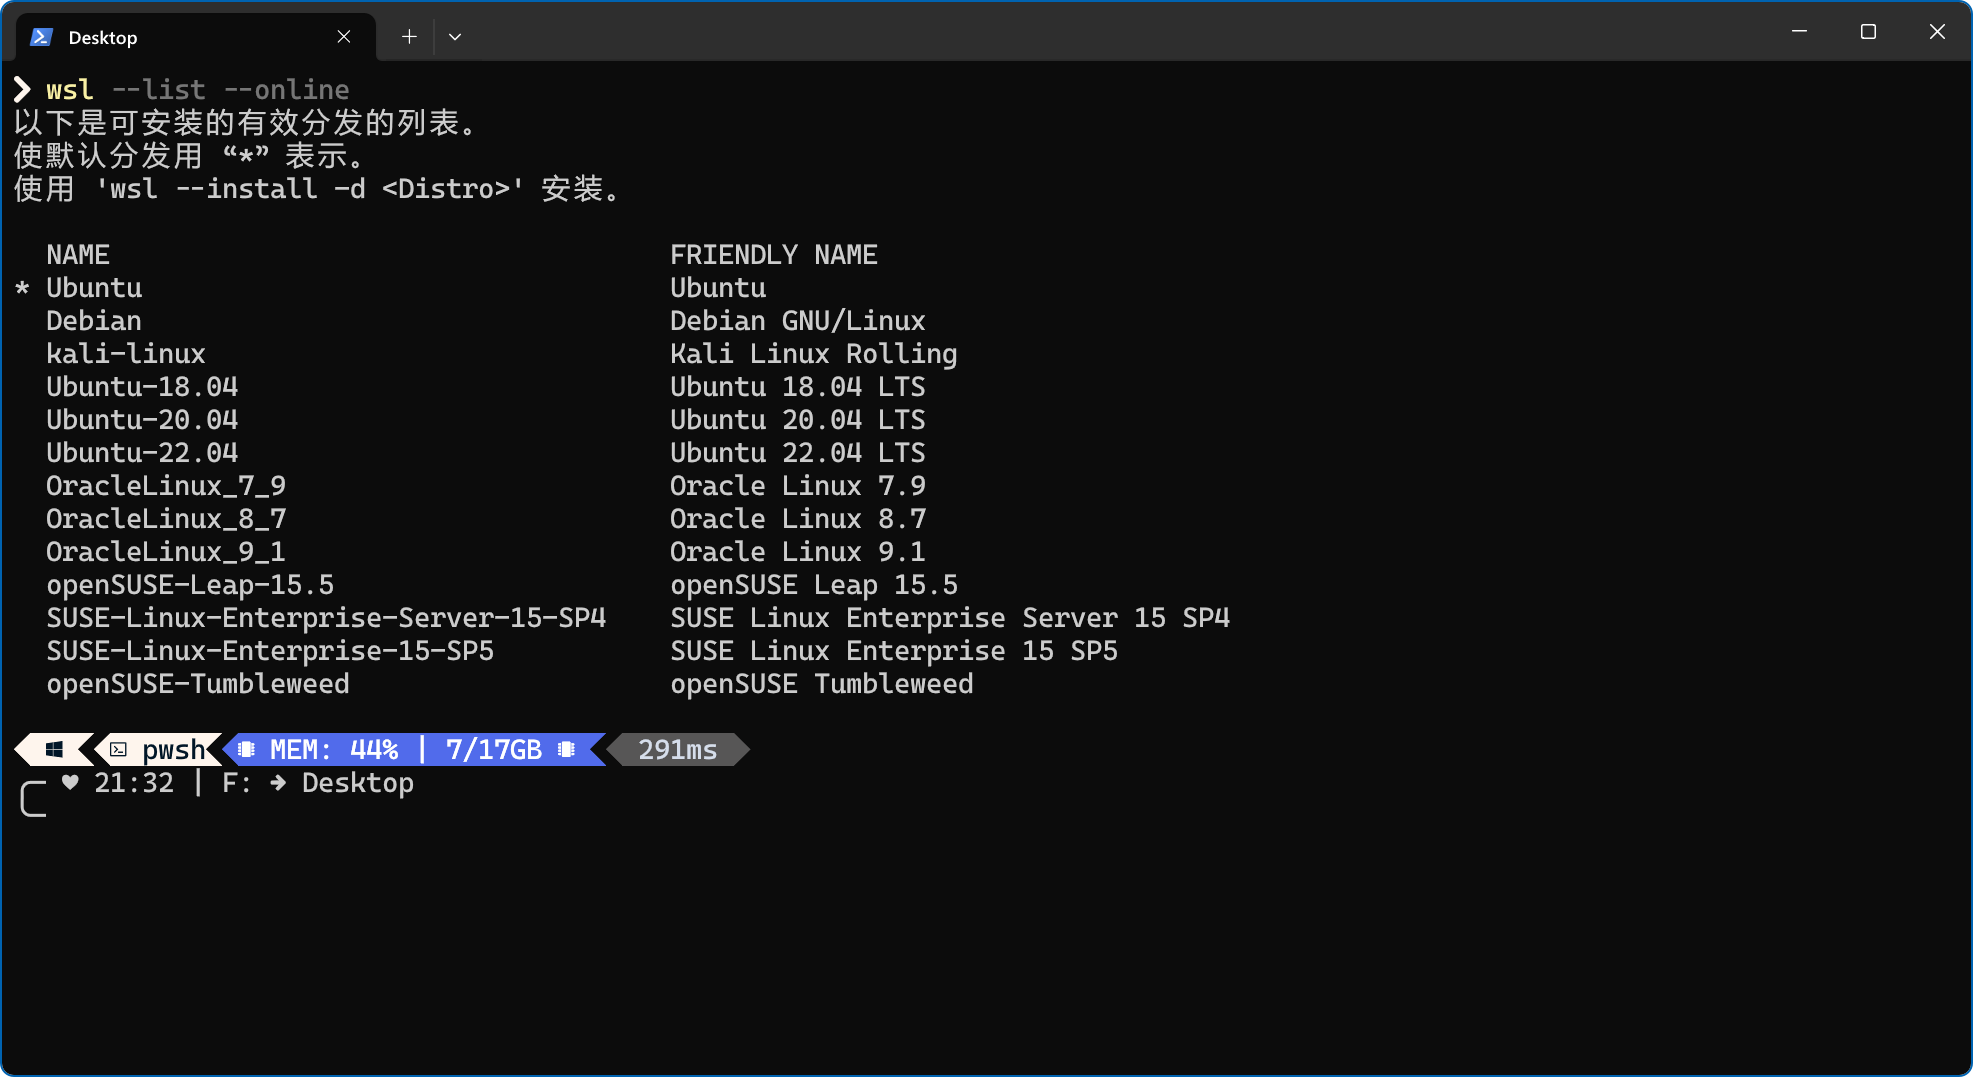 Desktop
wsl --list --online
以下是可安装的有效分发的列表。
使默认分发用 “*” 表示。
使用 'wsl --install -d <Distro>' 安装。
NAME FRIENDLY NAME
* Ubuntu Ubuntu
Debian Debian GNU/Linux
kali-linux Kali Linux Rolling
Ubuntu-18.04 Ubuntu 18.04 LTS
Ubuntu-20.04 Ubuntu 20.04 LTS
Ubuntu-22.04 Ubuntu 22.04 LTS
OracleLinux_7_9 Oracle Linux 7.9
OracleLinux_8_7 Oracle Linux 8.7
OracleLinux_9_1 Oracle Linux 9.1
openSUSE-Leap-15.5 openSUSE Leap 15.5
SUSE-Linux-Enterprise-Server-15-SP4 SUSE Linux Enterprise Server 15 SP4
SUSE-Linux-Enterprise-15-SP5 SUSE Linux Enterprise 15 SP5
openSUSE-Tumbleweed openSUSE Tumbleweed
pwsh MEM: 44% | 7/17GB 291ms
♥ 21:32 | F: ➜ Desktop